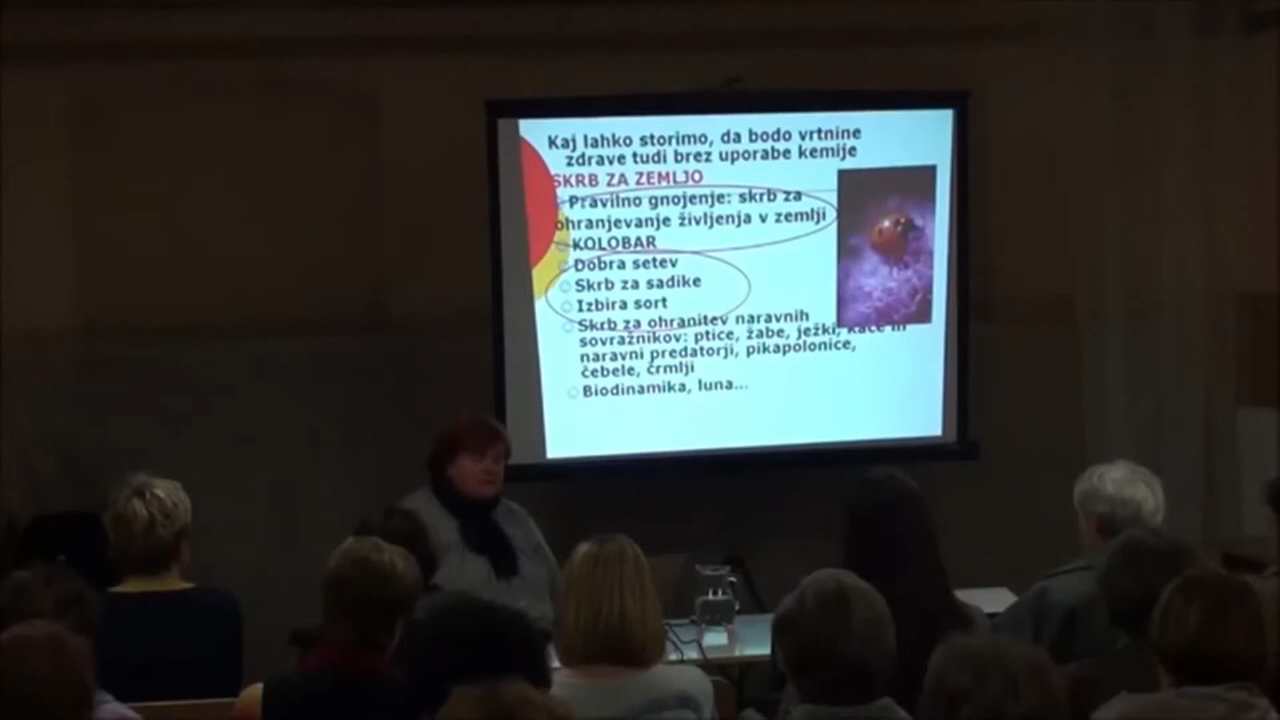 Kaj lahko storimo, da bodo vrtnine
zdrave tudi brez uporabe kemije
SKRB ZA ZEMLJO
Pravilno gnojenje: skrb za
ohranjevanje življenja v zemlji
KOLOBAR
Dobra setev
Skrb za sadike
Izbira sort
Skrb za ohranitev naravnih
sovražnikov: ptice, žabe, ježki, kače in
naravni predatorji, pikapolonice,
čebele, črmlji
Biodinamika, luna...